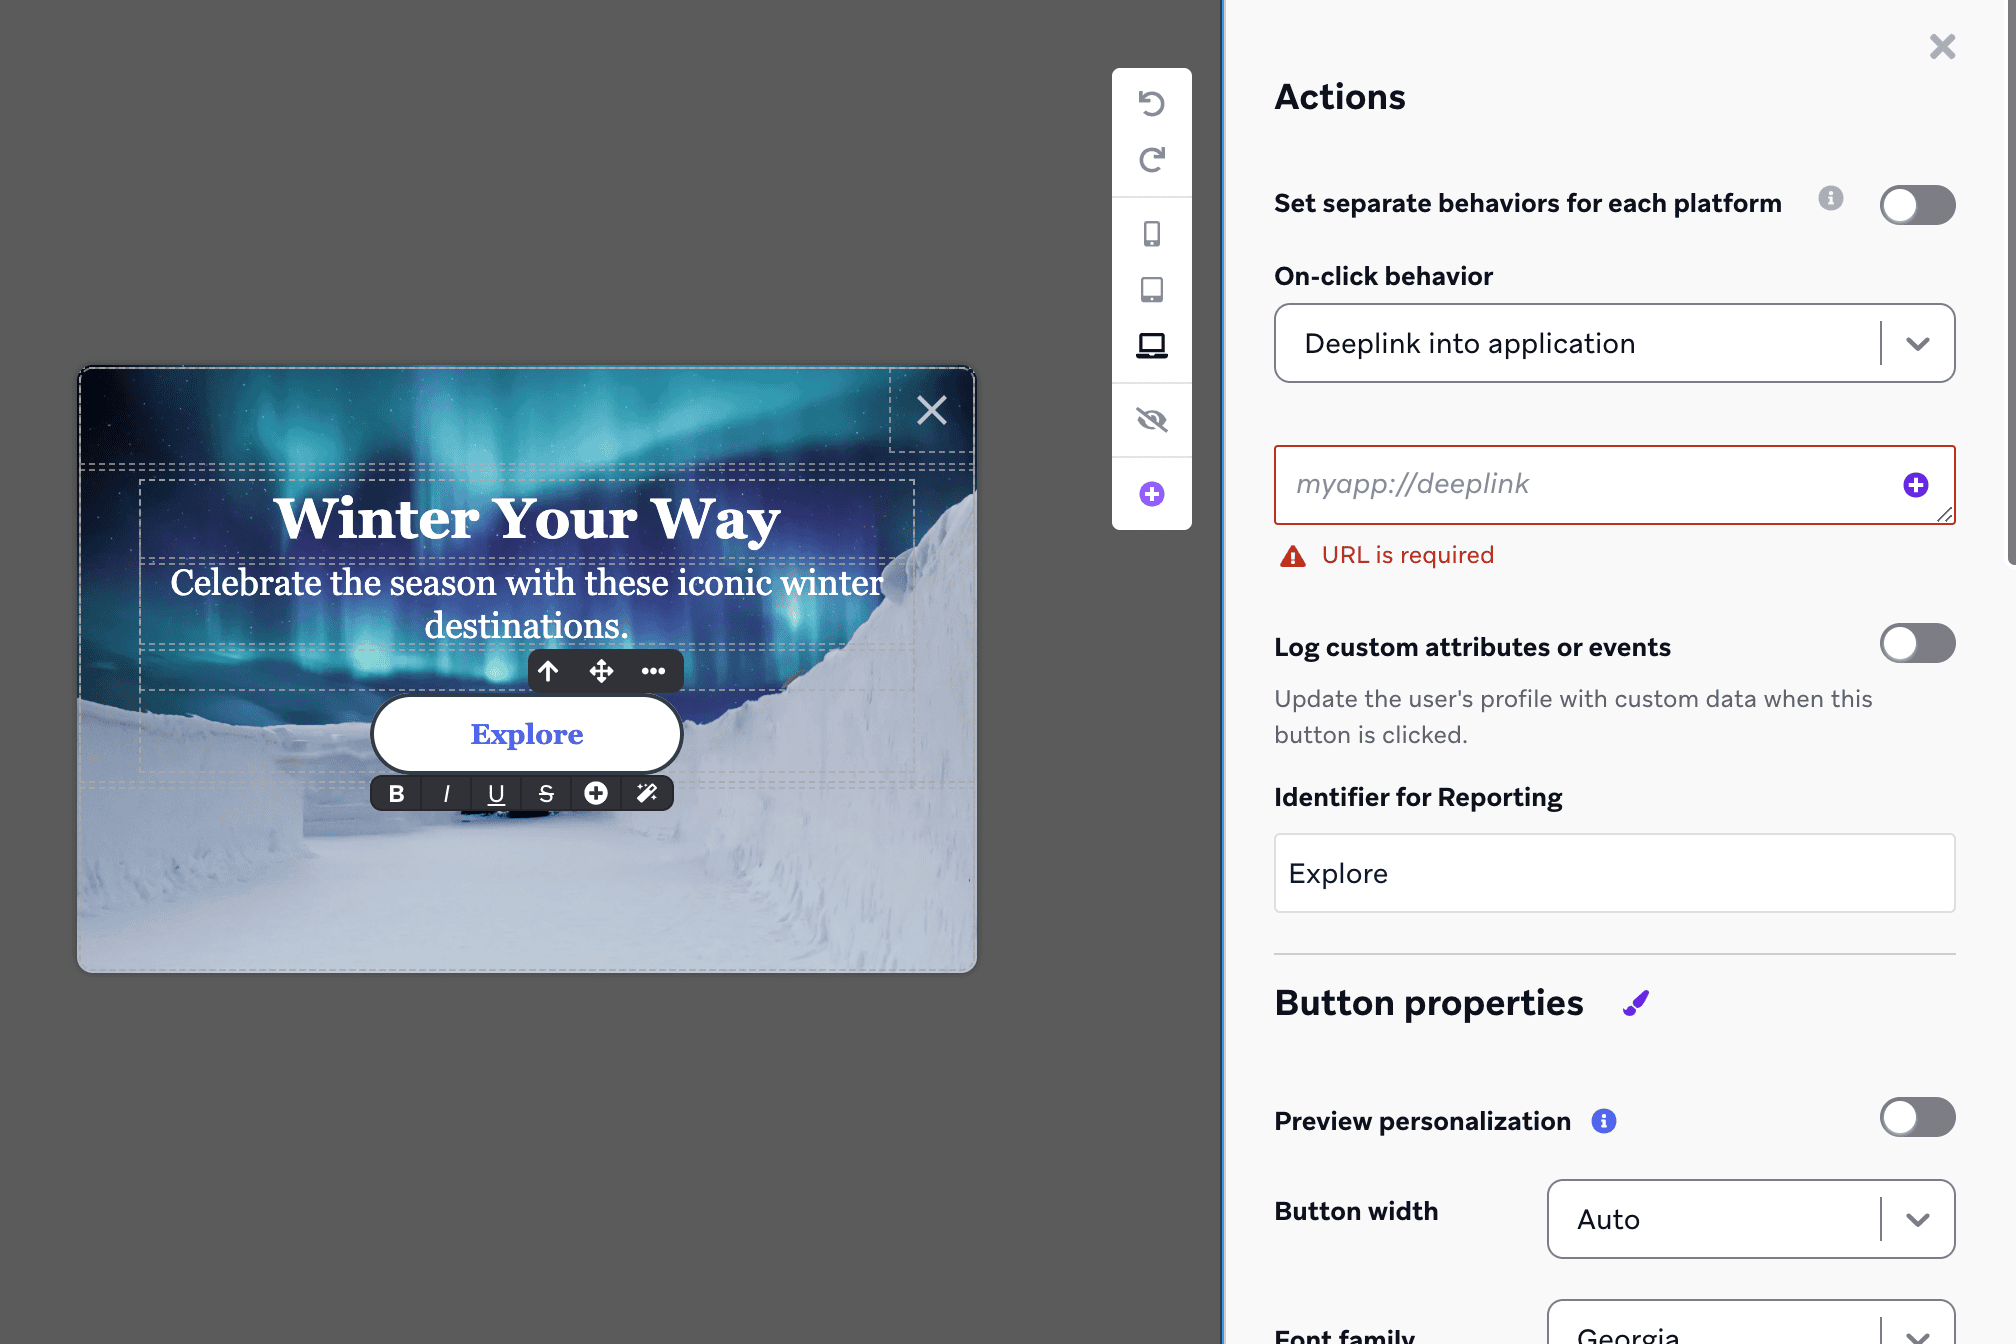 Winter Your Way
Celebrate the season with these iconic winter
destinations.
Explore
B I U S
Actions
Set separate behaviors for each platform
On-click behavior
Deeplink into application
myapp://deeplink
URL is required
Log custom attributes or events
Update the user's profile with custom data when this
button is clicked.
Identifier for Reporting
Explore
Button properties
Preview personalization
Button width
Auto
Font family
Georgia